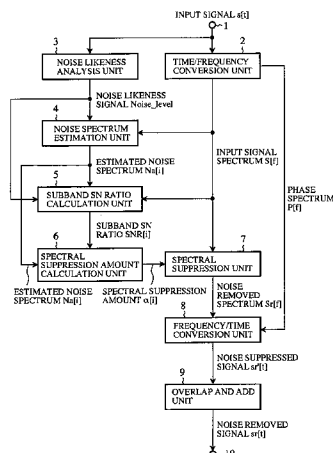 INPUT SIGNAL s[t]
1
3
2
NOISE LIKENESS
ANALYSIS UNIT
TIME/FREQUENCY
CONVERSION UNIT
NOISE LIKENESS
SIGNAL Noise_level
4
NOISE SPECTRUM
ESTIMATION UNIT
ESTIMATED NOISE
SPECTRUM Ns[i]
INPUT SIGNAL
SPECTRUM S[f]
PHASE
SPECTRUM
P[f]
5
SUBBAND SN RATIO
CALCULATION UNIT
SUBBAND SN
RATIO SNR[i]
6
SPECTRAL
SUPPRESSION AMOUNT
CALCULATION UNIT
7
SPECTRAL
SUPPRESSION UNIT
ESTIMATED NOISE
SPECTRUM Ns[i]
SPECTRAL SUPPRESSION
AMOUNT α[i]
NOISE
REMOVED
SPECTRUM Sr[f]
8
FREQUENCY/TIME
CONVERSION UNIT
NOISE SUPPRESSED
SIGNAL sr'[t]
9
OVERLAP AND ADD
UNIT
NOISE REMOVED
SIGNAL sr[t]
10